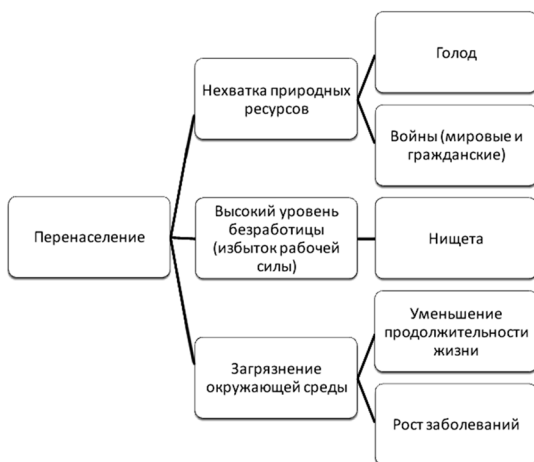 Перенаселение
Нехватка природных
ресурсов
Голод
Войны (мировые и
гражданские)
Высокий уровень
безработицы
(избыток рабочей
силы)
Нищета
Загрязнение
окружающей среды
Уменьшение
продолжительности
жизни
Рост заболеваний